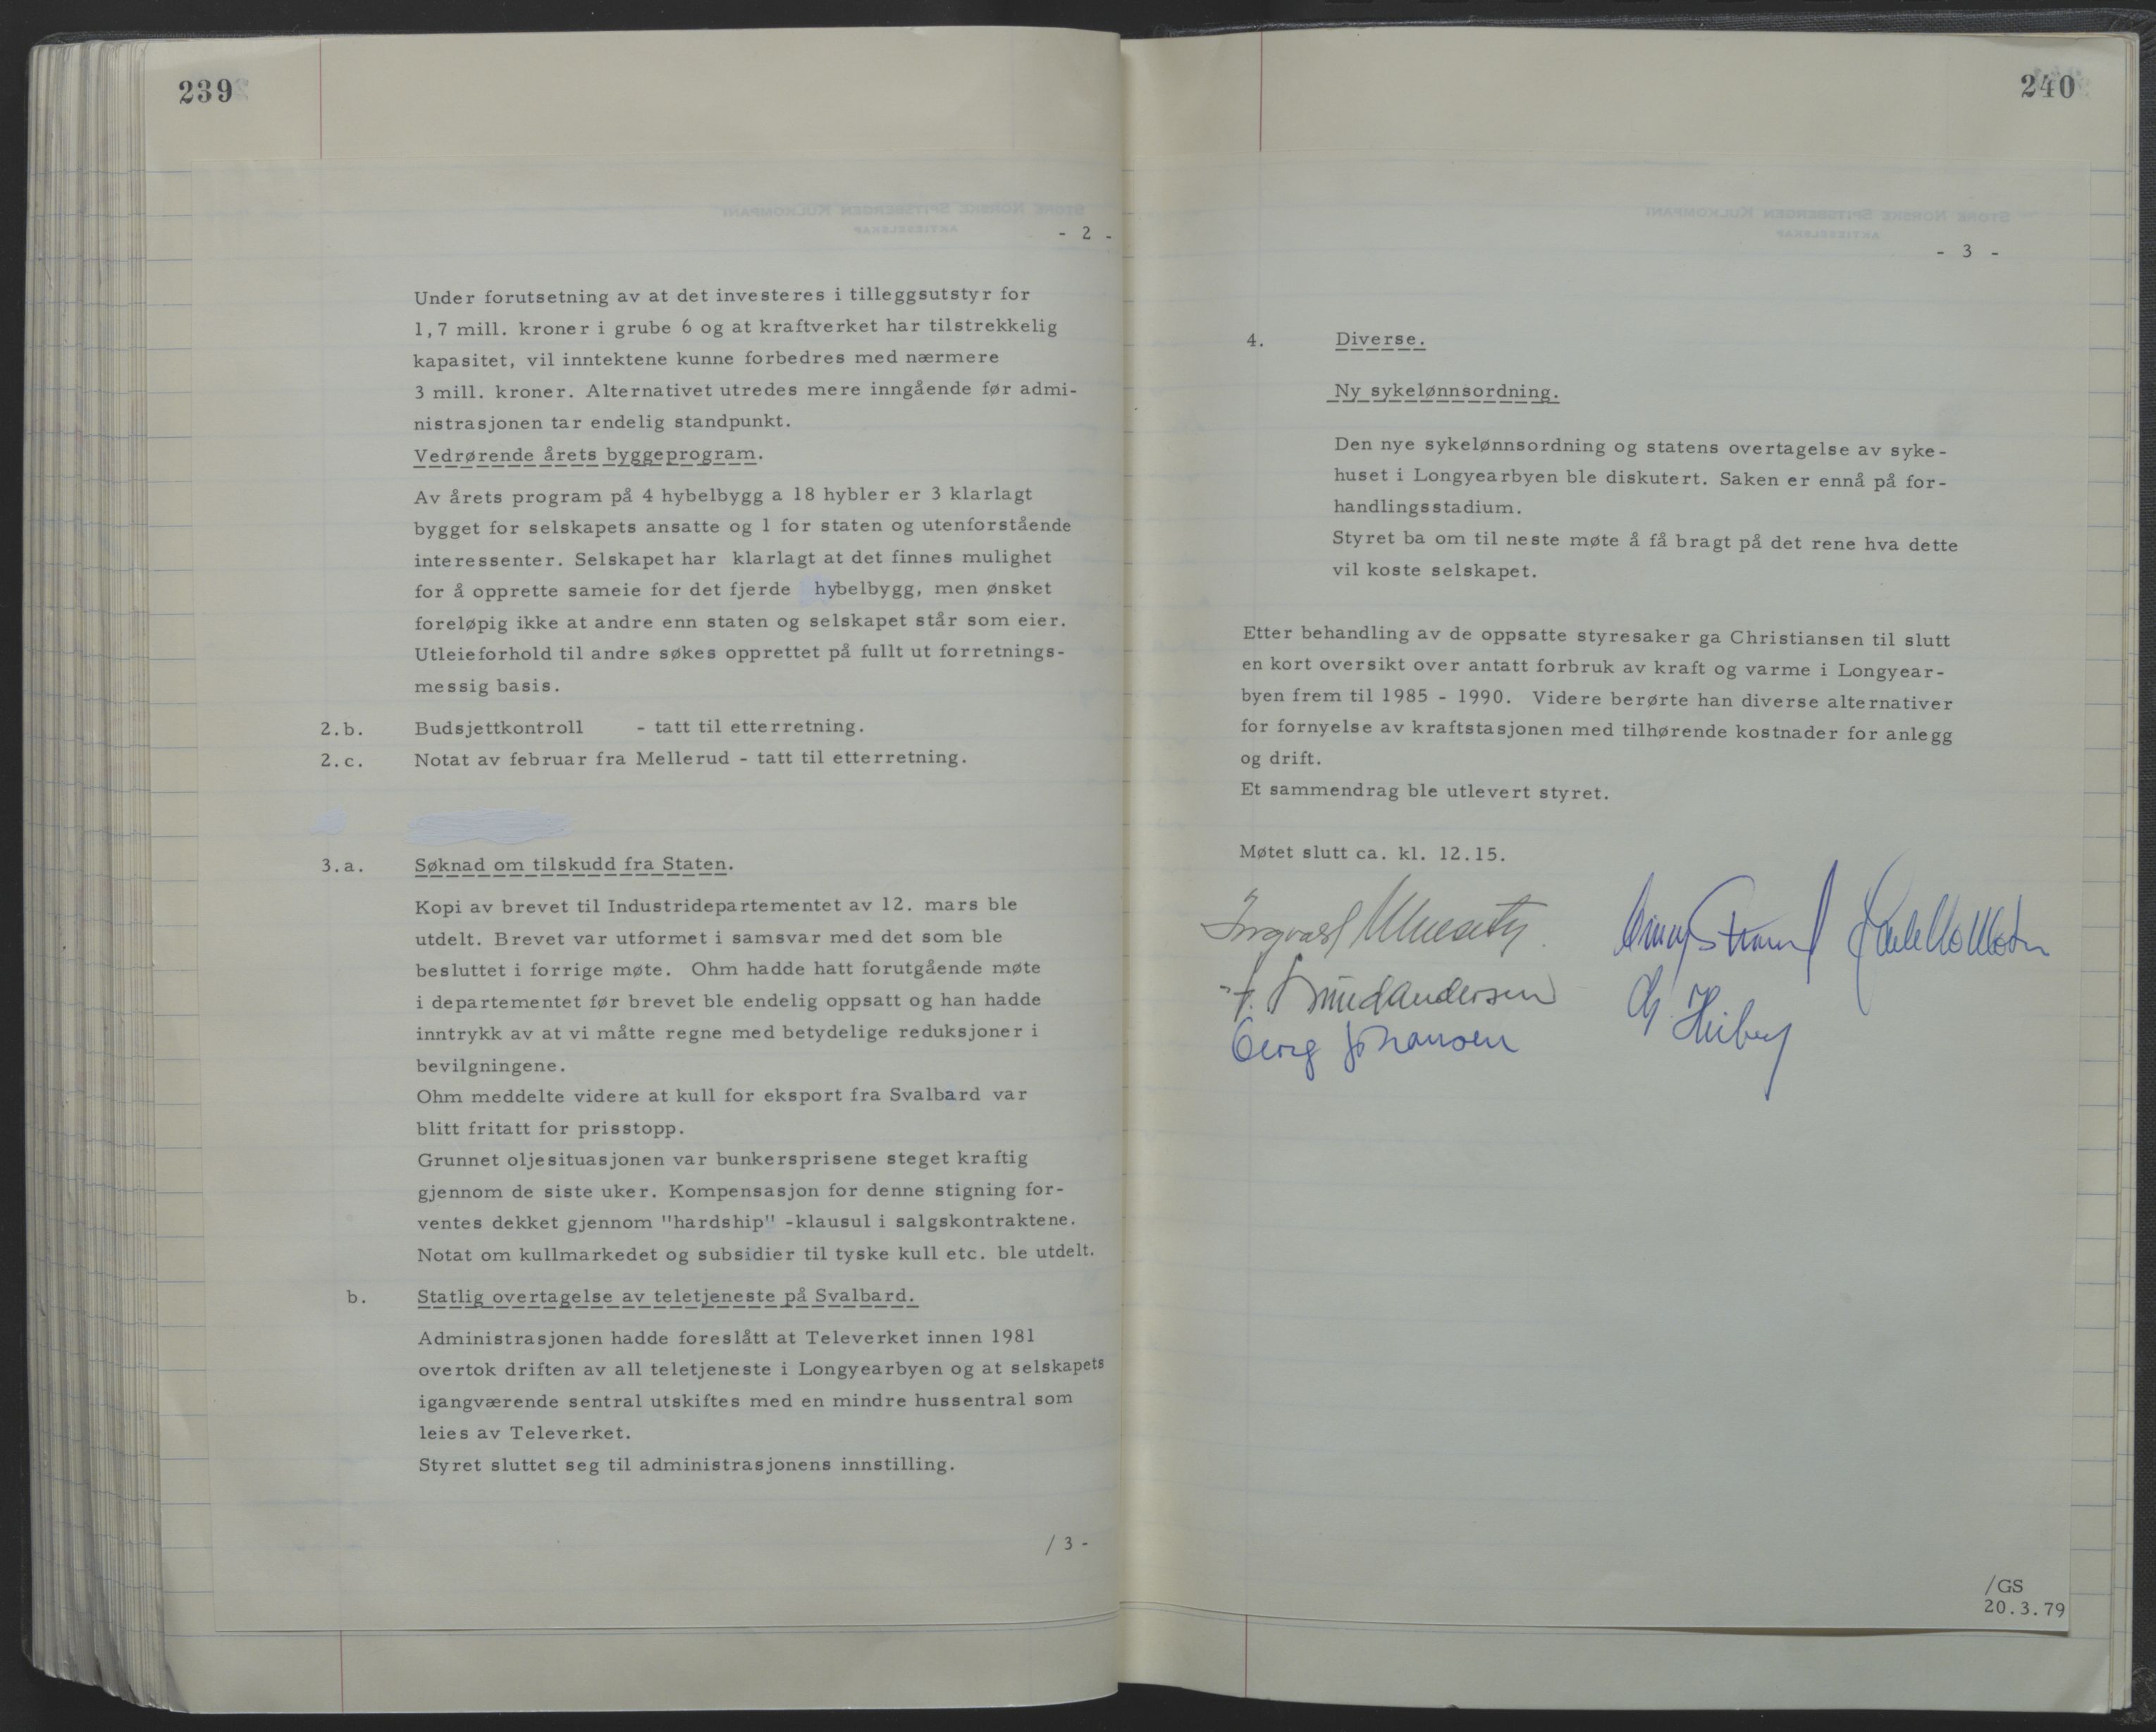 239
- 2 -
Under forutsetning av at det investeres i tilleggsutstyr for
1,7 mill. kroner i grube 6 og at kraftverket har tilstrekkelig
kapasitet, vil inntektene kunne forbedres med nærmere
3 mill. kroner. Alternativet utredes mere inngående før admi-
nistrasjonen tar endelig standpunkt.
Vedrørende årets byggeprogram.
Av årets program på 4 hybelbygg a 18 hybler er 3 klarlagt
bygget for selskapets ansatte og 1 for staten og utenforstående
interessenter. Selskapet har klarlagt at det finnes mulighet
for å opprette sameie for det fjerde hybelbygg, men ønsket
foreløpig ikke at andre enn staten og selskapet står som eier.
Utleieforhold til andre søkes opprettet på fullt ut forretnings-
messig basis.
2.b. Budsjettkontroll - tatt til etterretning.
2.c. Notat av februar fra Mellerud - tatt til etterretning.
3.a. Søknad om tilskudd fra Staten.
Kopi av brevet til Industridepartementet av 12. mars ble
utdelt. Brevet var utformet i samsvar med det som ble
besluttet i forrige møte. Ohm hadde hatt forutgående møte
i departementet før brevet ble endelig oppsatt og han hadde
inntrykk av at vi måtte regne med betydelige reduksjoner i
bevilgningene.
Ohm meddelte videre at kull for eksport fra Svalbard var
blitt fritatt for prisstopp.
Grunnet oljesituasjonen var bunkersprisene steget kraftig
gjennom de siste uker. Kompensasjon for denne stigning for-
ventes dekket gjennom "hardship" -klausul i salgskontraktene.
Notat om kullmarkedet og subsidier til tyske kull etc. ble utdelt.
b. Statlig overtagelse av teletjeneste på Svalbard.
Administrasjonen hadde foreslått at Televerket innen 1981
overtok driften av all teletjeneste i Longyearbyen og at selskapets
igangværende sentral utskiftes med en mindre hussentral som
leies av Televerket.
Styret sluttet seg til administrasjonens innstilling.
/ 3 -
240
- 3 -
4. Diverse.
Ny sykelønnsordning.
Den nye sykelønnsordning og statens overtagelse av syke-
huset i Longyearbyen ble diskutert. Saken er ennå på for-
handlingsstadium.
Styret ba om til neste møte å få bragt på det rene hva dette
vil koste selskapet.
Etter behandling av de oppsatte styresaker ga Christiansen til slutt
en kort oversikt over antatt forbruk av kraft og varme i Longyear-
byen frem til 1985 - 1990. Videre berørte han diverse alternativer
for fornyelse av kraftstasjonen med tilhørende kostnader for anlegg
og drift.
Et sammendrag ble utlevert styret.
Møtet slutt ca. kl. 12.15.
Ingvald
Georg Johansen
/GS
20.3.79